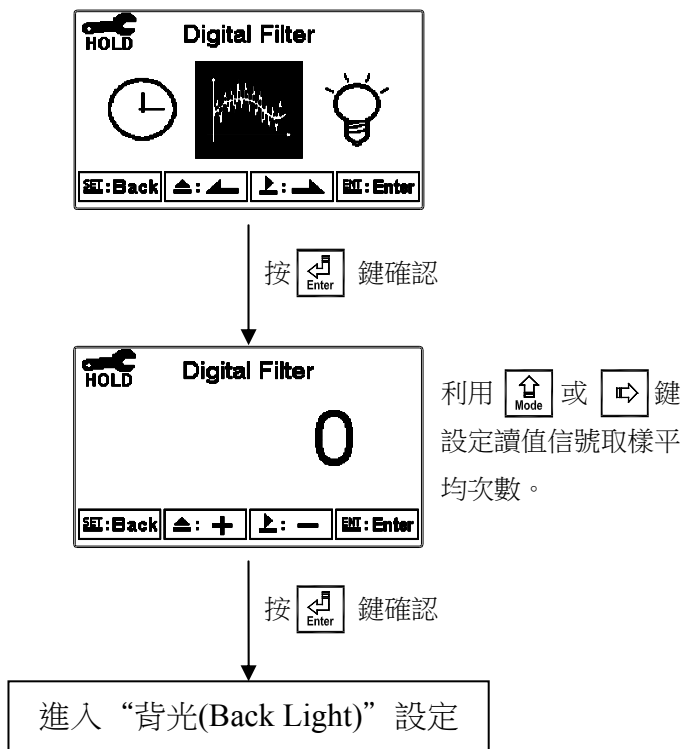 HOLD Digital Filter
SET:Back ▲: ENT:Enter
按 Enter 鍵確認
HOLD Digital Filter
0
利用 Mode 或 鍵
設定讀值信號取樣平
均次數。
SET:Back ▲: + : - ENT:Enter
按 Enter 鍵確認
進入“背光(Back Light)”設定